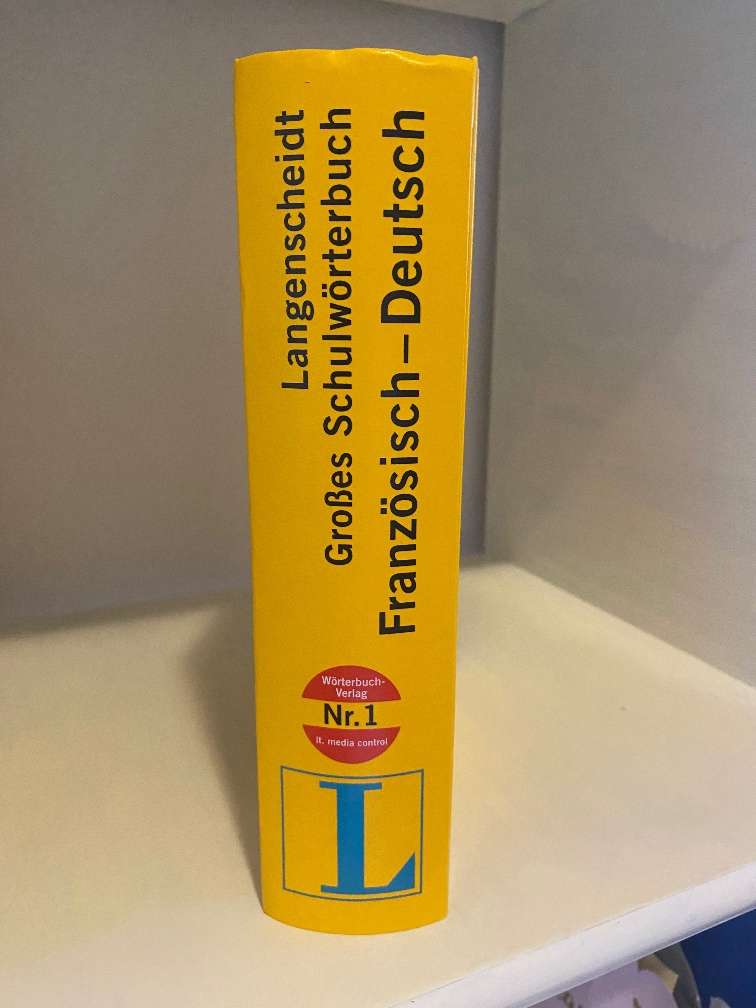 Langenscheidt
Großes Schulwörterbuch
Französisch – Deutsch
Wörterbuch-
Verlag
Nr. 1
lt. media control
L